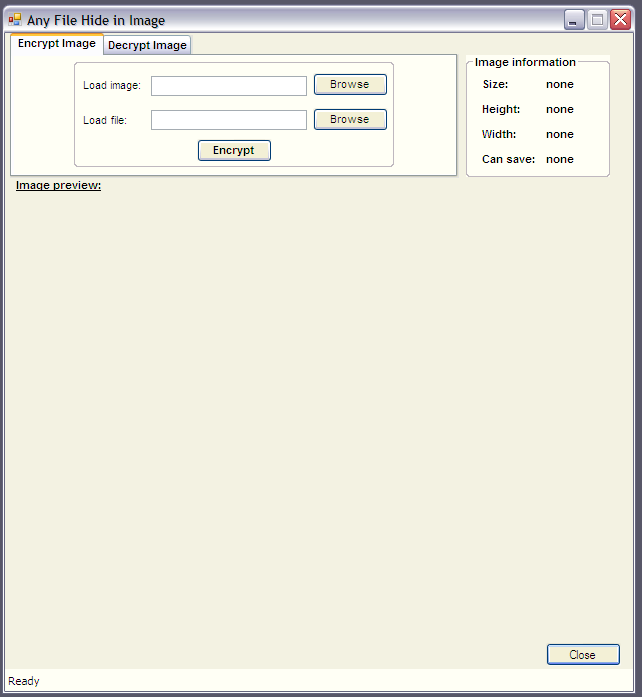 Any File Hide in Image
Encrypt Image Decrypt Image
Load image: Browse
Load file: Browse
Encrypt
Image information
Size: none
Height: none
Width: none
Can save: none
Image preview:
Close
Ready